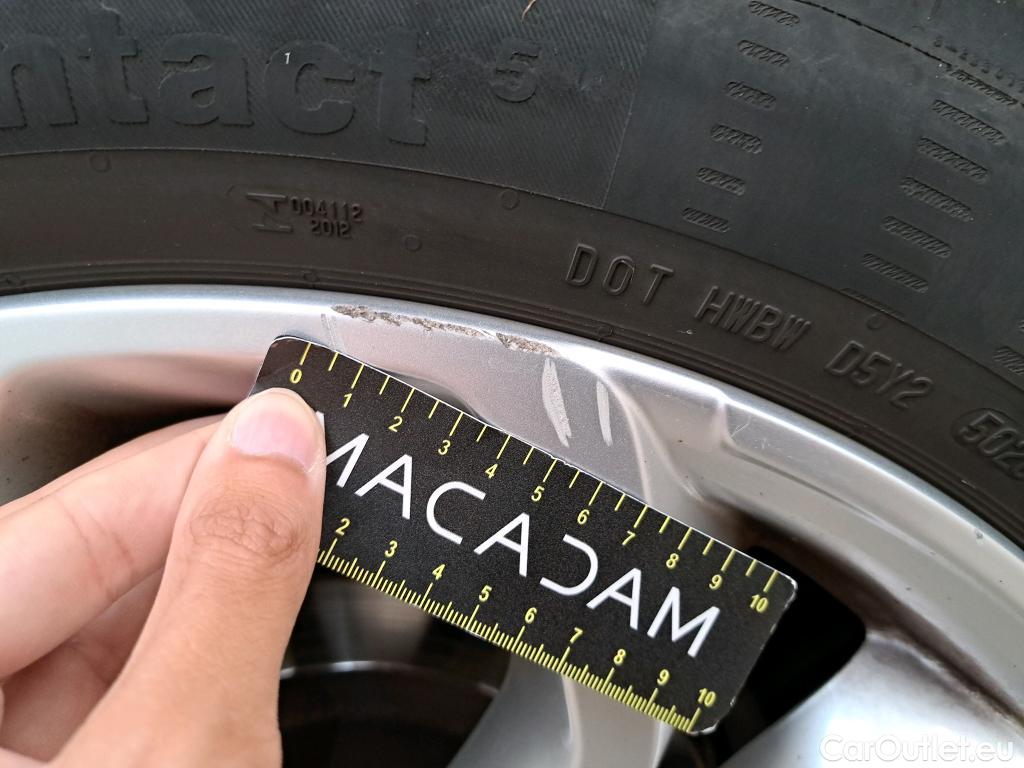 ntact 5
004112
2012
DOT HWBW D5Y2 502
0 1 2 3 4 5 6 7 8 9 10
MACADAM
2 3 4 5 6 7 8 9 10
CarOutlet.eu